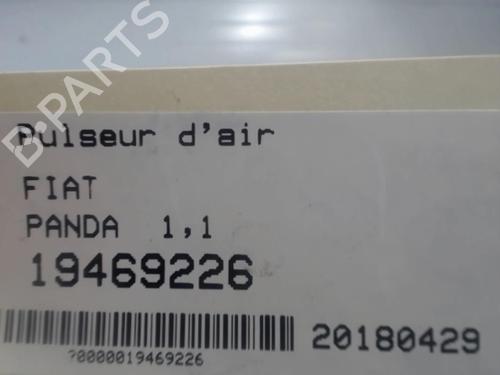 B-PARTS
Pulseur d'air
FIAT
PANDA 1,1
19469226
20180429
?0000019469226